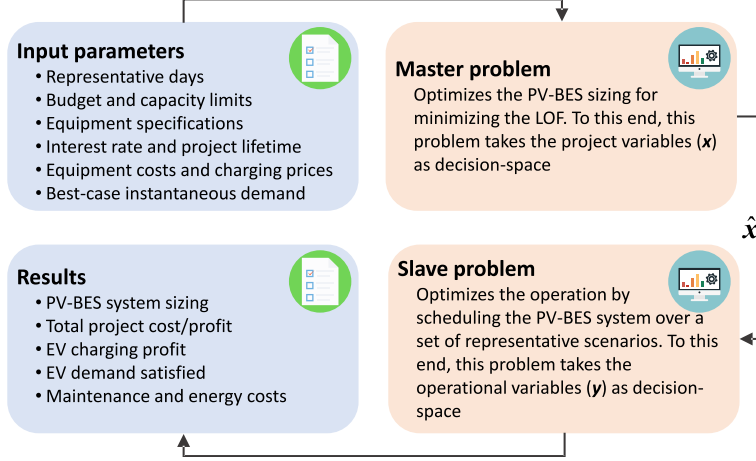 Input parameters
• Representative days
• Budget and capacity limits
• Equipment specifications
• Interest rate and project lifetime
• Equipment costs and charging prices
• Best-case instantaneous demand
Master problem
Optimizes the PV-BES sizing for
minimizing the LOF. To this end, this
problem takes the project variables (x)
as decision-space
x̂
Results
• PV-BES system sizing
• Total project cost/profit
• EV charging profit
• EV demand satisfied
• Maintenance and energy costs
Slave problem
Optimizes the operation by
scheduling the PV-BES system over a
set of representative scenarios. To this
end, this problem takes the
operational variables (y) as decision-
space